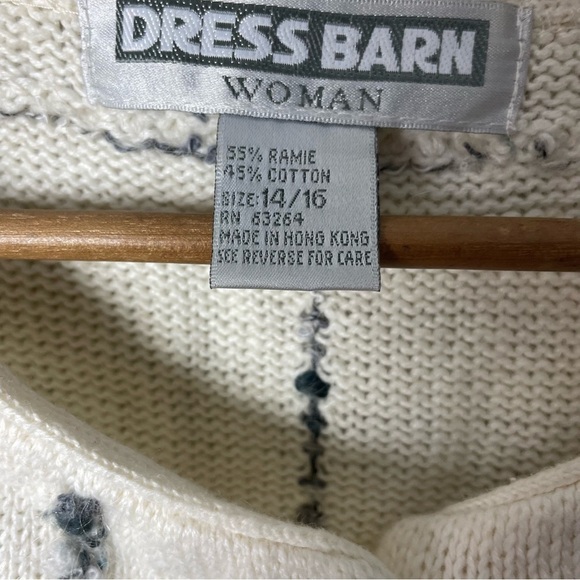 DRESS BARN
WOMAN
55% RAMIE
45% COTTON
SIZE: 14/16
RN 63264
MADE IN HONG KONG
SEE REVERSE FOR CARE